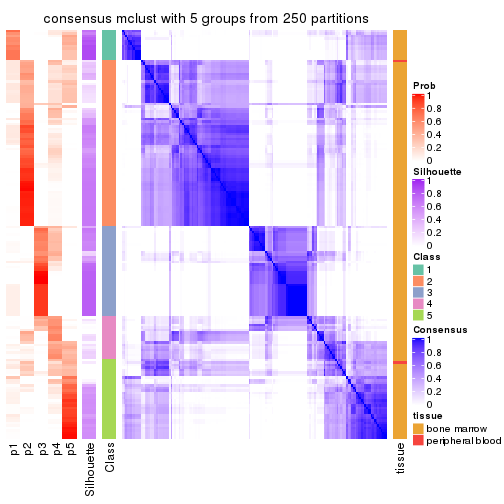 consensus mclust with 5 groups from 250 partitions
Prob
1
0.8
0.6
0.4
0.2
0
Silhouette
1
0.8
0.6
0.4
0.2
0
Class
1
2
3
4
5
Consensus
1
0.8
0.6
0.4
0.2
0
tissue
bone marrow
peripheral blood
p1
p2
p3
p4
p5
Silhouette
Class
tissue